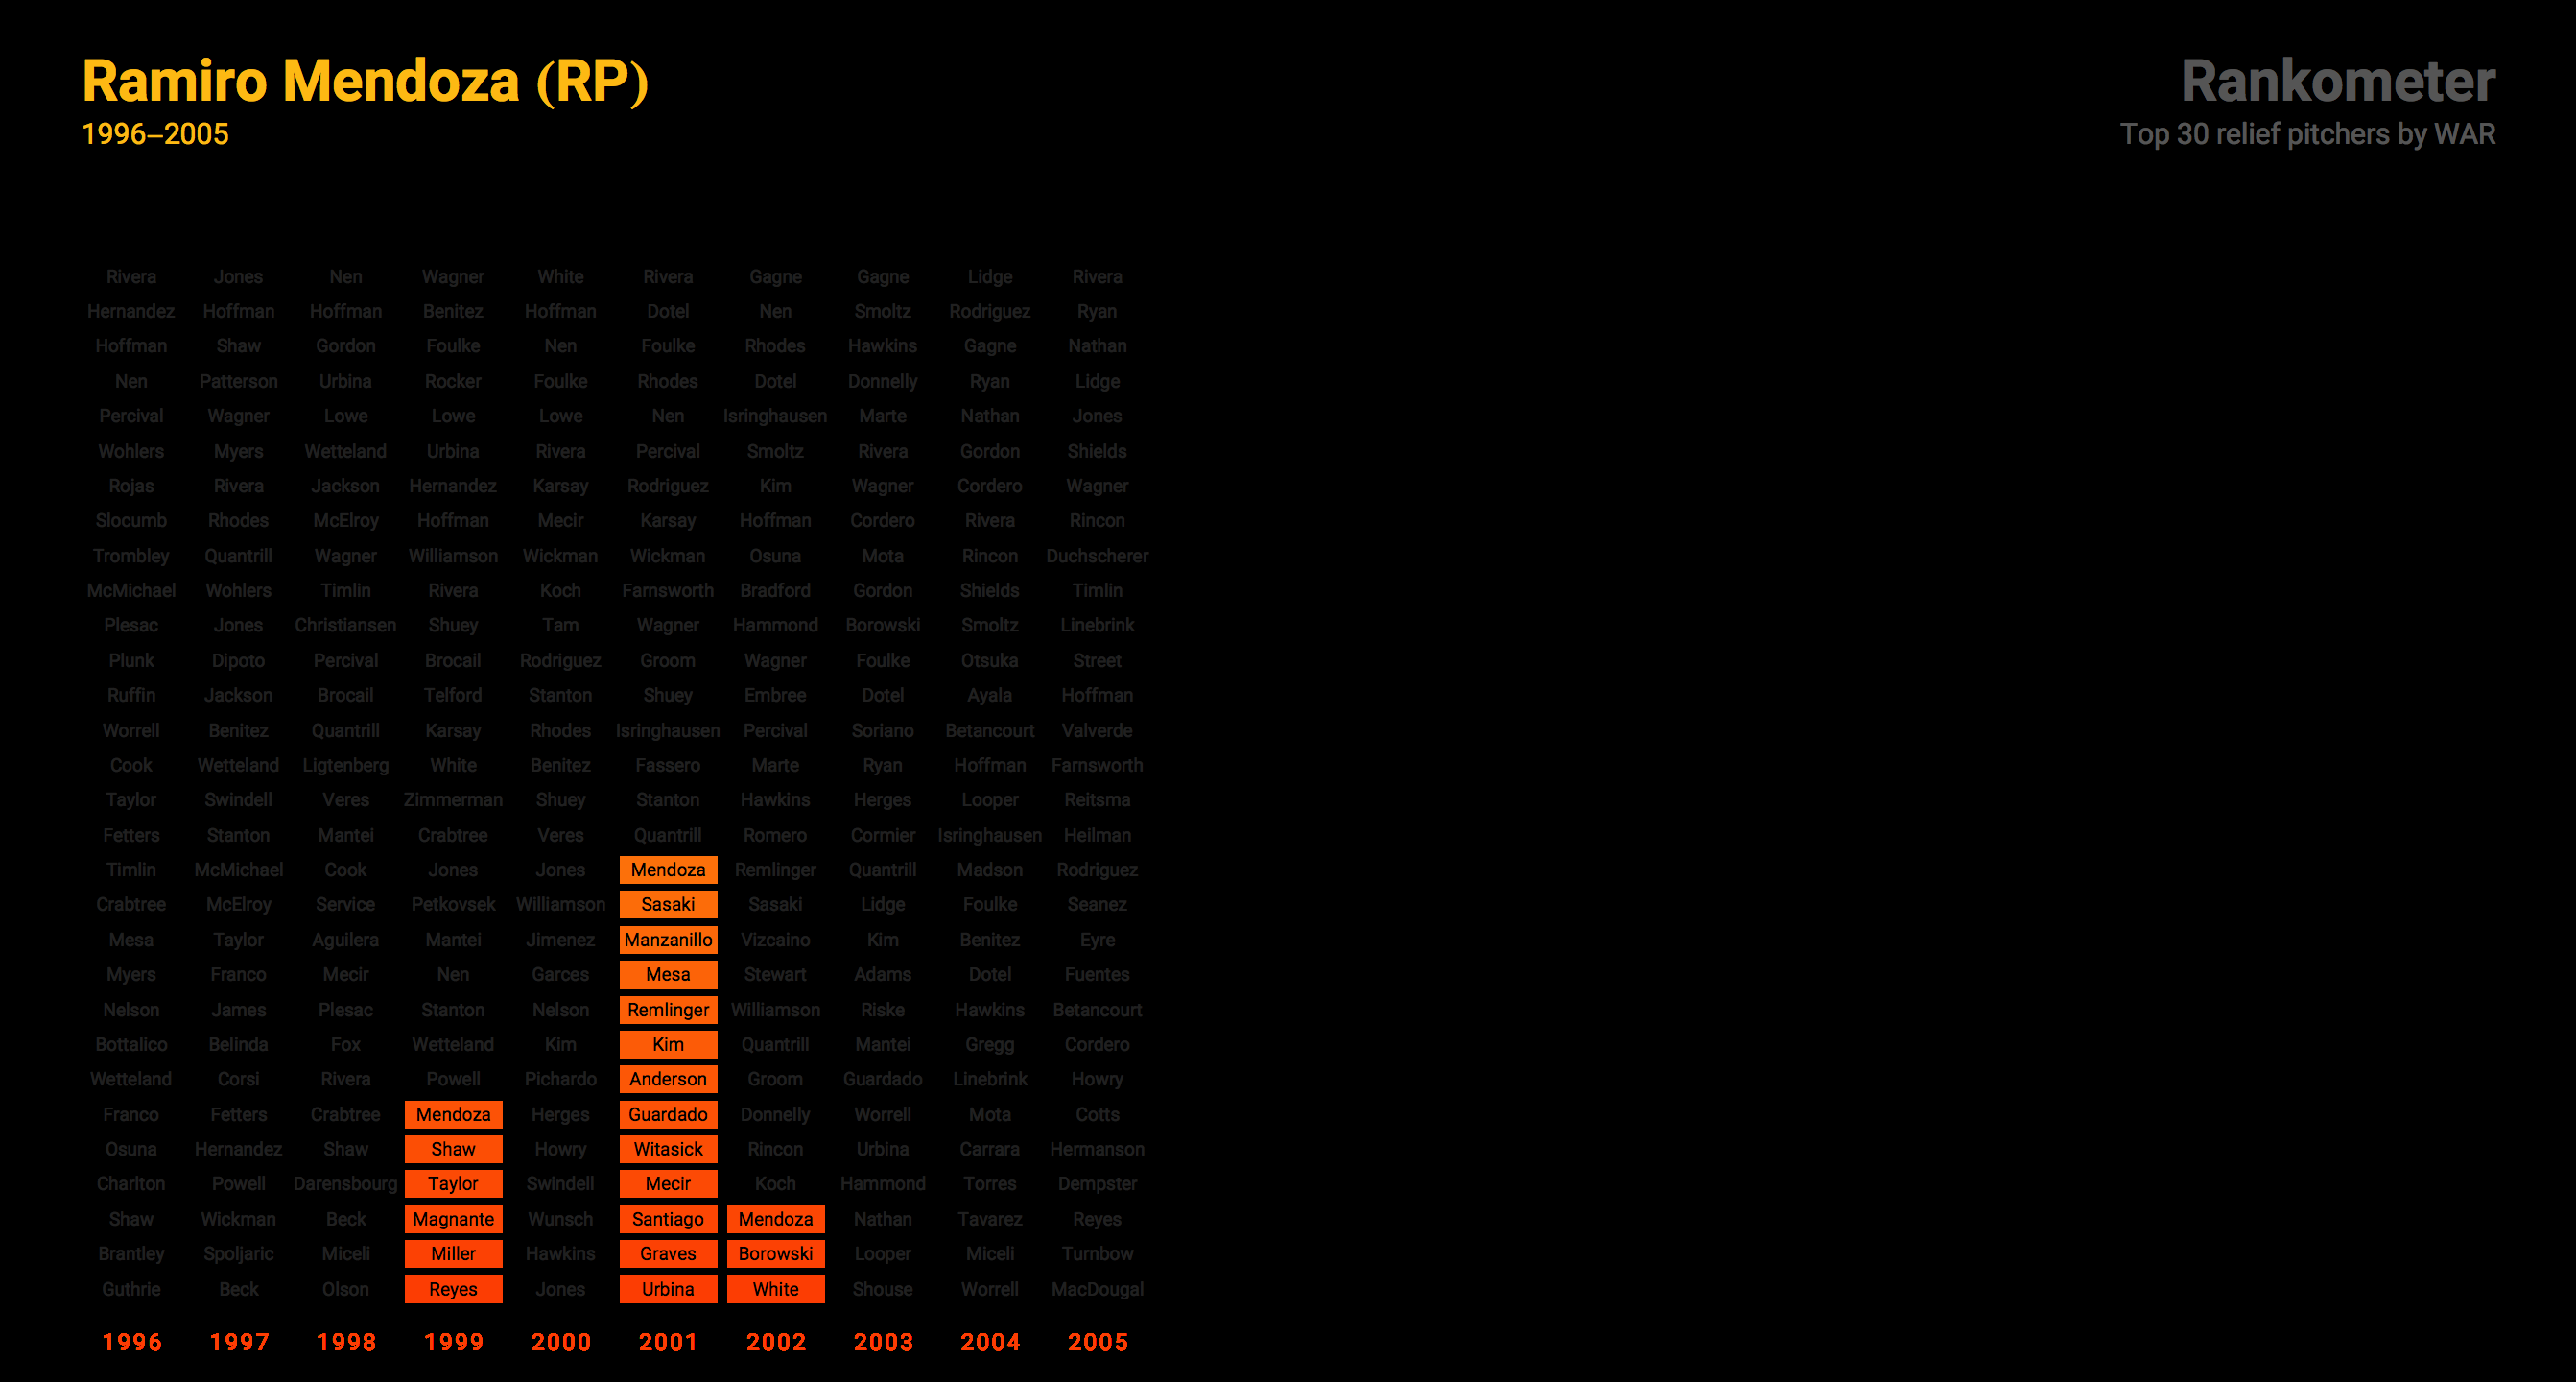 Ramiro Mendoza (RP)
1996–2005
Rankometer
Top 30 relief pitchers by WAR
Rivera Jones Nen Wagner White Rivera Gagne Gagne Lidge Rivera
Hernandez Hoffman Hoffman Benitez Hoffman Dotel Nen Smoltz Rodriguez Ryan
Hoffman Shaw Gordon Foulke Nen Foulke Rhodes Hawkins Gagne Nathan
Nen Patterson Urbina Rocker Foulke Rhodes Dotel Donnelly Ryan Lidge
Percival Wagner Lowe Lowe Lowe Nen Isringhausen Marte Nathan Jones
Wohlers Myers Wetteland Urbina Rivera Percival Smoltz Rivera Gordon Shields
Rojas Rivera Jackson Hernandez Karsay Rodriguez Kim Wagner Cordero Wagner
Slocumb Rhodes McElroy Hoffman Mecir Karsay Hoffman Cordero Rivera Rincon
Trombley Quantrill Wagner Williamson Wickman Wickman Osuna Mota Rincon Duchscherer
McMichael Wohlers Timlin Rivera Koch Farnsworth Bradford Gordon Shields Timlin
Plesac Jones Christiansen Shuey Tam Wagner Hammond Borowski Smoltz Linebrink
Plunk Dipoto Percival Brocail Rodriguez Groom Wagner Foulke Otsuka Street
Ruffin Jackson Brocail Telford Stanton Shuey Embree Dotel Ayala Hoffman
Worrell Benitez Quantrill Karsay Rhodes Isringhausen Percival Soriano Betancourt Valverde
Cook Wetteland Ligtenberg White Benitez Fassero Marte Ryan Hoffman Farnsworth
Taylor Swindell Veres Zimmerman Shuey Stanton Hawkins Herges Looper Reitsma
Fetters Stanton Mantei Crabtree Veres Quantrill Romero Cormier Isringhausen Heilman
Timlin McMichael Cook Jones Jones Mendoza Remlinger Quantrill Madson Rodriguez
Crabtree McElroy Service Petkovsek Williamson Sasaki Sasaki Lidge Foulke Seanez
Mesa Taylor Aguilera Mantei Jimenez Manzanillo Vizcaino Kim Benitez Eyre
Myers Franco Mecir Nen Garces Mesa Stewart Adams Dotel Fuentes
Nelson James Plesac Stanton Nelson Remlinger Williamson Riske Hawkins Betancourt
Bottalico Belinda Fox Wetteland Kim Kim Quantrill Mantei Gregg Cordero
Wetteland Corsi Rivera Powell Pichardo Anderson Groom Guardado Linebrink Howry
Franco Fetters Crabtree Mendoza Herges Guardado Donnelly Worrell Mota Cotts
Osuna Hernandez Shaw Shaw Howry Witasick Rincon Urbina Carrara Hermanson
Charlton Powell Darensbourg Taylor Swindell Mecir Koch Hammond Torres Dempster
Shaw Wickman Beck Magnante Wunsch Santiago Mendoza Nathan Tavarez Reyes
Brantley Spoljaric Miceli Miller Hawkins Graves Borowski Looper Miceli Turnbow
Guthrie Beck Olson Reyes Jones Urbina White Shouse Worrell MacDougal
1996 1997 1998 1999 2000 2001 2002 2003 2004 2005